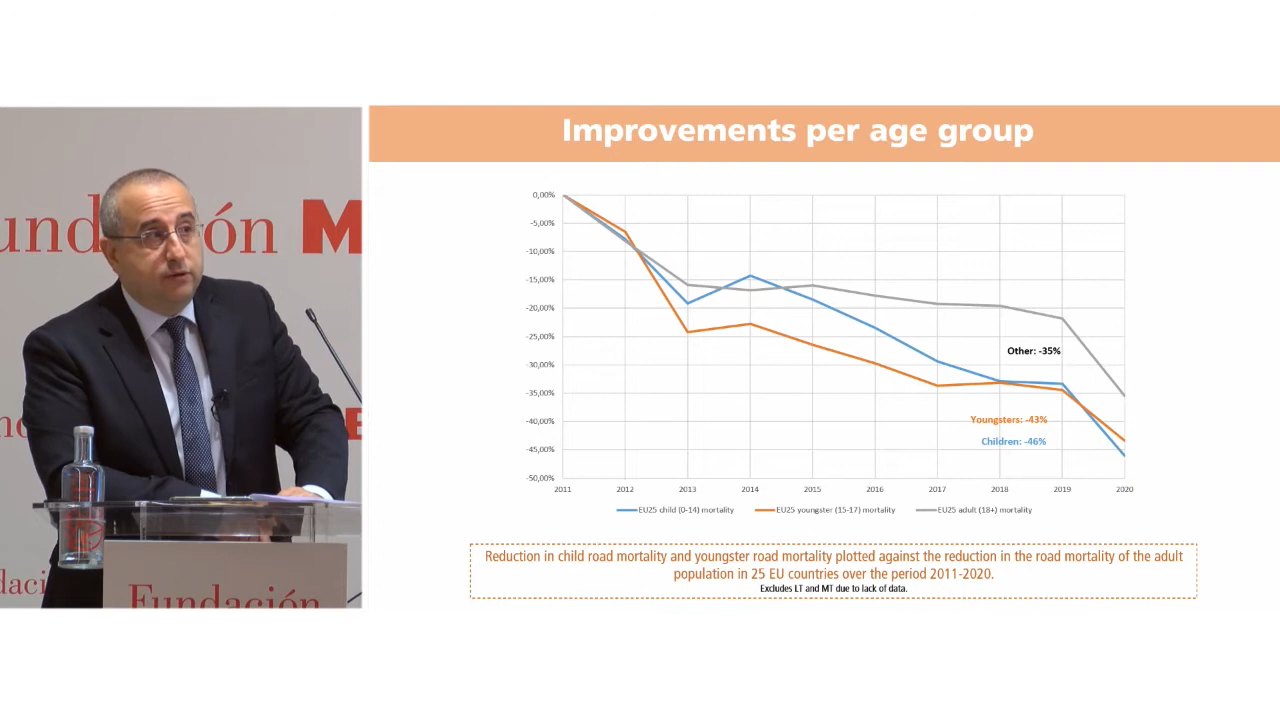 Improvements per age group
0,00%
-5,00%
-10,00%
-15,00%
-20,00%
-25,00%
-30,00%
-35,00%
-40,00%
-45,00%
-50,00%
Other: -35%
Youngsters: -43%
Children: -46%
2011 2012 2013 2014 2015 2016 2017 2018 2019 2020
EU25 child (0-14) mortality EU25 youngster (15-17) mortality EU25 adult (18+) mortality
Reduction in child road mortality and youngster road mortality plotted against the reduction in the road mortality of the adult
population in 25 EU countries over the period 2011-2020.
Excludes LT and MT due to lack of data.
Fundación